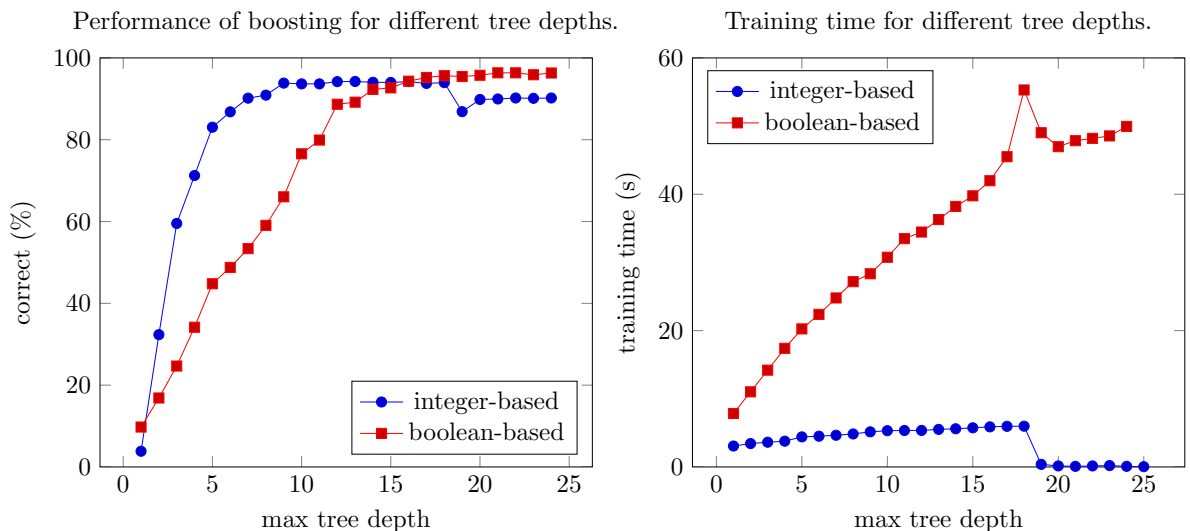 Performance of boosting for different tree depths.
100
80
60
40
20
0
correct (%)
0 5 10 15 20 25
max tree depth
integer-based
boolean-based
Training time for different tree depths.
60
40
20
0
training time (s)
0 5 10 15 20 25
max tree depth
integer-based
boolean-based